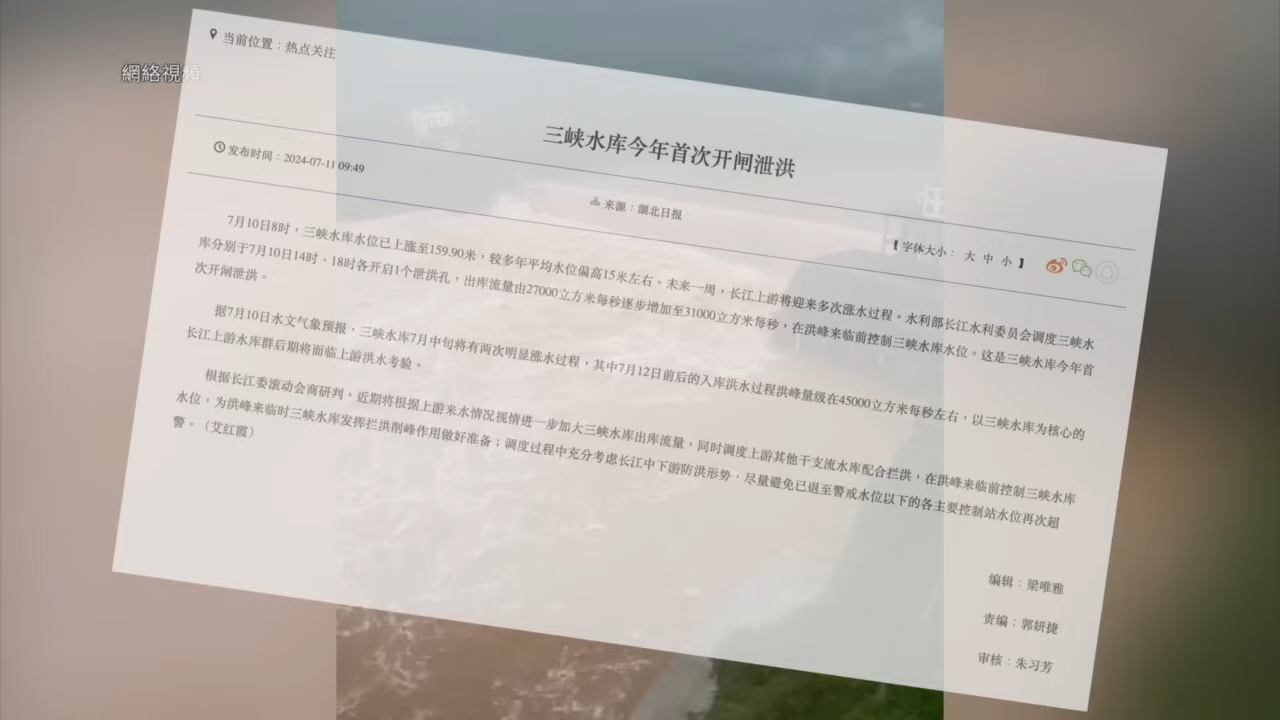 当前位置：热点关注
網絡視頻
三峡水库今年首次开闸泄洪
发布时间：2024-07-11 09:49
来源：湖北日报
【字体大小： 大 中 小 】
7月10日8时，三峡水库水位已上涨至159.90米，较多年平均水位偏高15米左右。未来一周，长江上游将迎来多次涨水过程。水利部长江水利委员会调度三峡水
库分别于7月10日14时、18时各开启1个泄洪孔，出库流量由27000立方米每秒逐步增加至31000立方米每秒，在洪峰来临前控制三峡水库水位。这是三峡水库今年首
次开闸泄洪。
据7月10日水文气象预报，三峡水库7月中旬将有两次明显涨水过程，其中7月12日前后的入库洪水过程洪峰量级在45000立方米每秒左右，以三峡水库为核心的
长江上游水库群后期将面临上游洪水考验。
根据长江委滚动会商研判，近期将根据上游来水情况视情进一步加大三峡水库出库流量，同时调度上游其他干支流水库配合拦洪，在洪峰来临前控制三峡水库
水位，为洪峰来临时三峡水库发挥拦洪削峰作用做好准备；调度过程中充分考虑长江中下游防洪形势，尽量避免已退至警戒水位以下的各主要控制站水位再次超
警。（艾红霞）
编辑：梁唯雅
责编：郭妍捷
审核：朱习芳